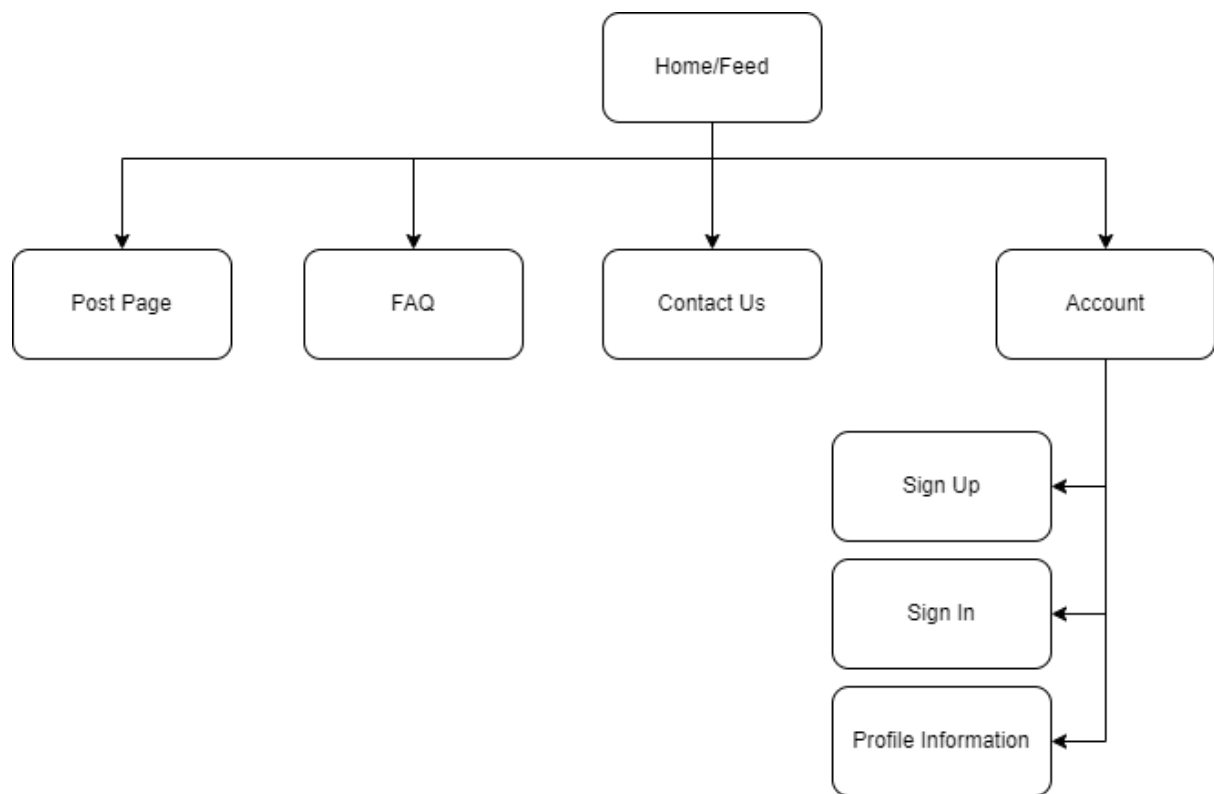 Home/Feed
Post Page
FAQ
Contact Us
Account
Sign Up
Sign In
Profile Information